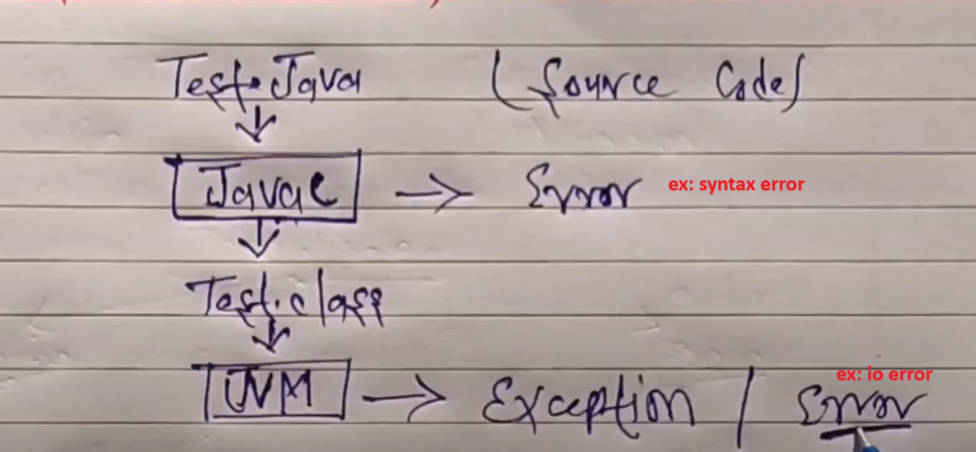 Test.Java (Source Code)
Javac → Error ex: syntax error
Test.class
ex: io error
JVM → Exception / Error